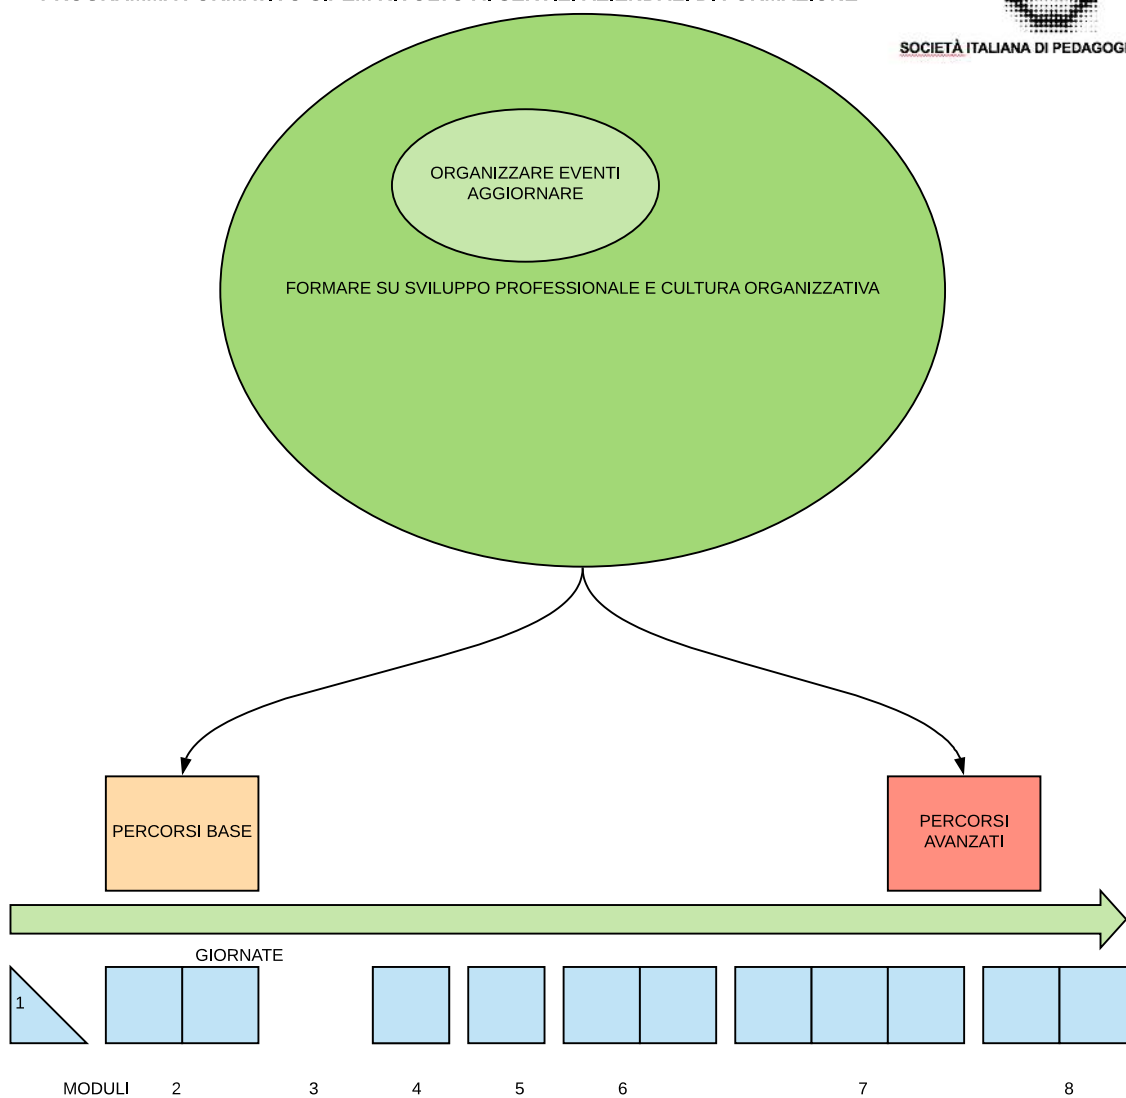 SOCIETÀ ITALIANA DI PEDAGOGI
ORGANIZZARE EVENTI
AGGIORNARE
FORMARE SU SVILUPPO PROFESSIONALE E CULTURA ORGANIZZATIVA
PERCORSI BASE
PERCORSI
AVANZATI
GIORNATE
1
MODULI 2 3 4 5 6 7 8